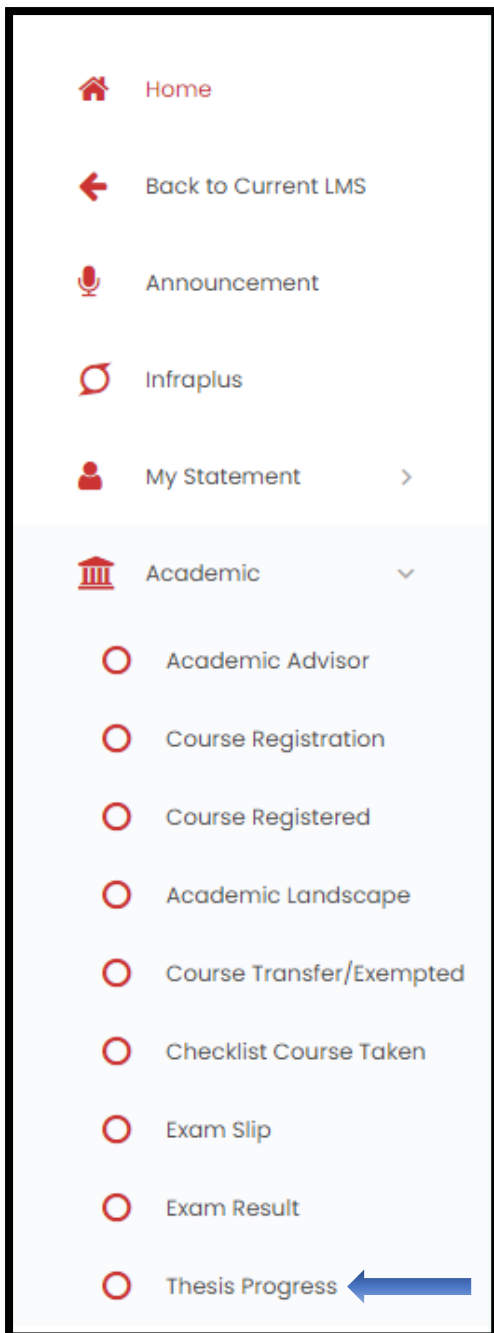 Home
Back to Current LMS
Announcement
Infraplus
My Statement
Academic
Academic Advisor
Course Registration
Course Registered
Academic Landscape
Course Transfer/Exempted
Checklist Course Taken
Exam Slip
Exam Result
Thesis Progress